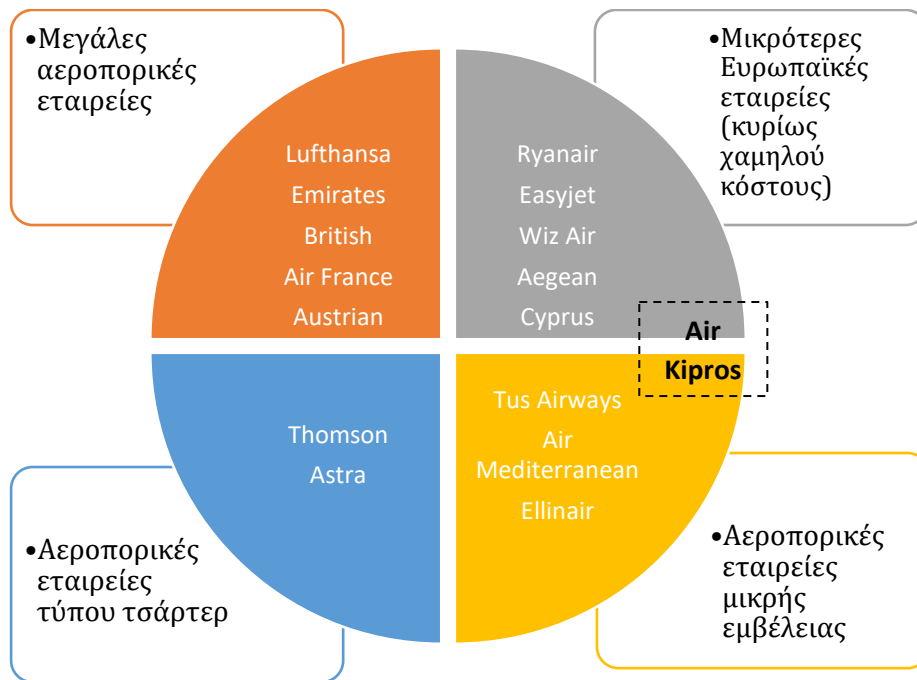 •Μεγάλες
αεροπορικές
εταιρείες
•Μικρότερες
Ευρωπαϊκές
εταιρείες
(κυρίως
χαμηλού
κόστους)
Lufthansa
Emirates
British
Air France
Austrian
Ryanair
Easyjet
Wiz Air
Aegean
Cyprus
Air
Kipros
Thomson
Astra
Tus Airways
Air
Mediterranean
Ellinair
•Αεροπορικές
εταιρείες
τύπου τσάρτερ
•Αεροπορικές
εταιρείες
μικρής
εμβέλειας